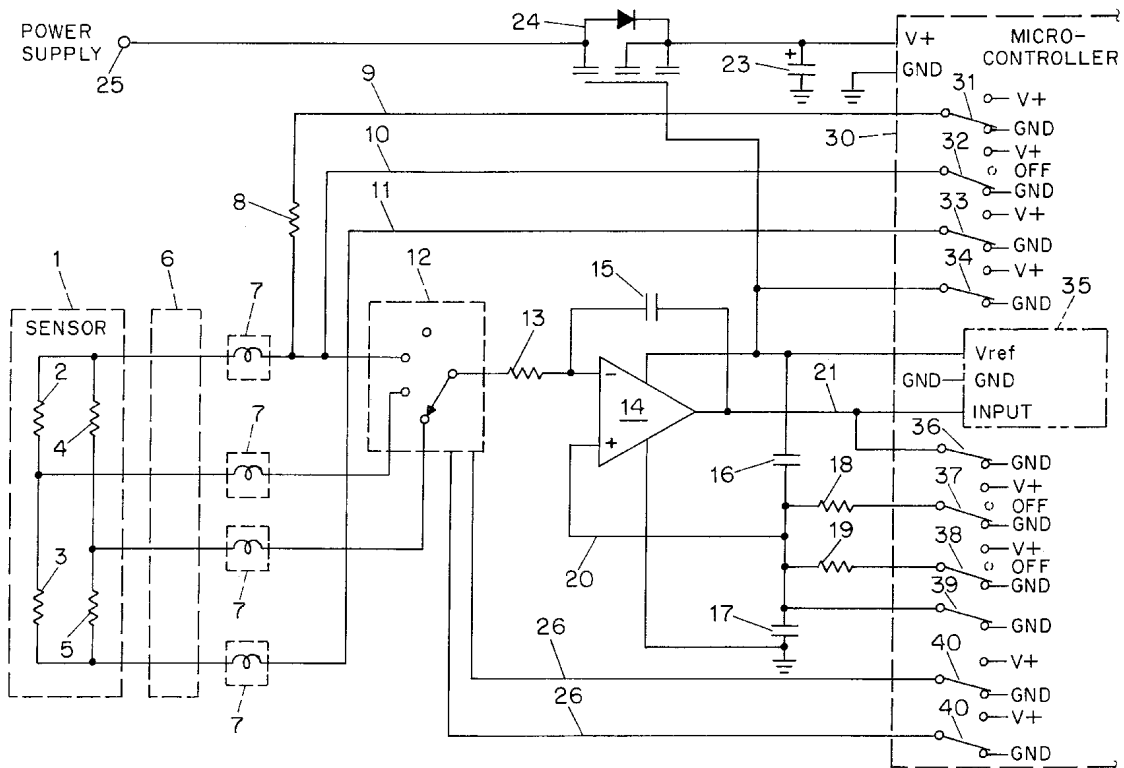 POWER
SUPPLY
25
24
23
+
V+
MICRO-
CONTROLLER
GND
9
31
V+
GND
30
10
32
V+
OFF
GND
11
33
V+
GND
8
34
V+
GND
1
6
7
12
13
15
35
SENSOR
2
4
14
−
+
Vref
GND
GND
21
INPUT
7
36
GND
16
18
37
V+
OFF
GND
3
5
7
20
19
38
V+
OFF
GND
17
39
GND
7
26
40
V+
GND
26
40
V+
GND